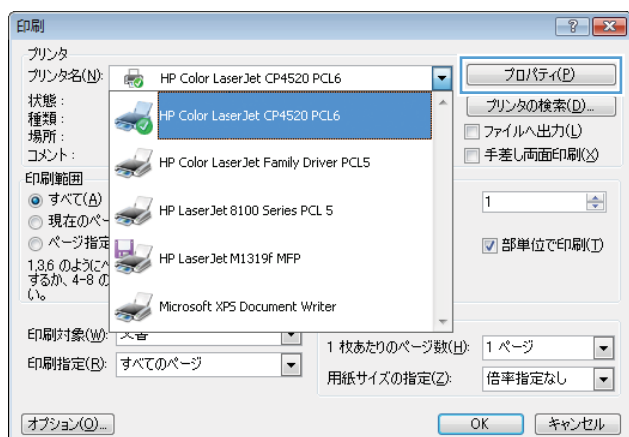 印刷
プリンタ
プリンタ名(N): HP Color LaserJet CP4520 PCL6 プロパティ(P)
状態 : HP Color LaserJet CP4520 PCL6 プリンタの検索(D)...
種類 : ファイルへ出力(L)
場所 : HP Color LaserJet Family Driver PCL5 手差し両面印刷(X)
コメント :
印刷範囲
すべて(A) HP LaserJet 8100 Series PCL 5 1
現在のペー
ページ指定 HP LaserJet M1319f MFP 部単位で印刷(T)
1,3,6 のように
するか、4-8 の
い。 Microsoft XPS Document Writer
印刷対象(W): 文書
1 枚あたりのページ数(H): 1 ページ
印刷指定(R): すべてのページ
用紙サイズの指定(Z): 倍率指定なし
オプション(O)... OK キャンセル